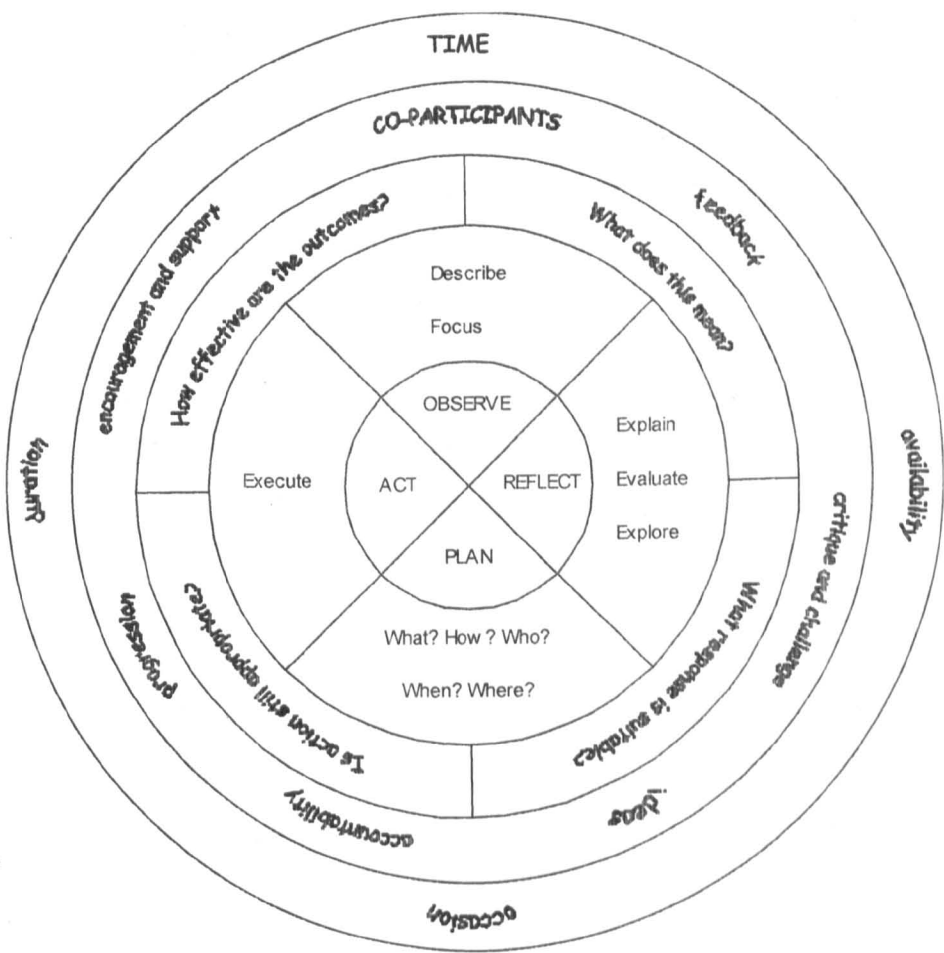 TIME
CO-PARTICIPANTS
feedback
encouragement and support
How effective are the outcomes?
What does this mean?
Describe
Focus
OBSERVE
Explain
Evaluate
Explore
Execute
ACT
REFLECT
PLAN
What? How ? Who?
When? Where?
duration
availability
critique and challenge
progression
Is action still appropriate?
What response is suitable?
ideas
accountability
occasion